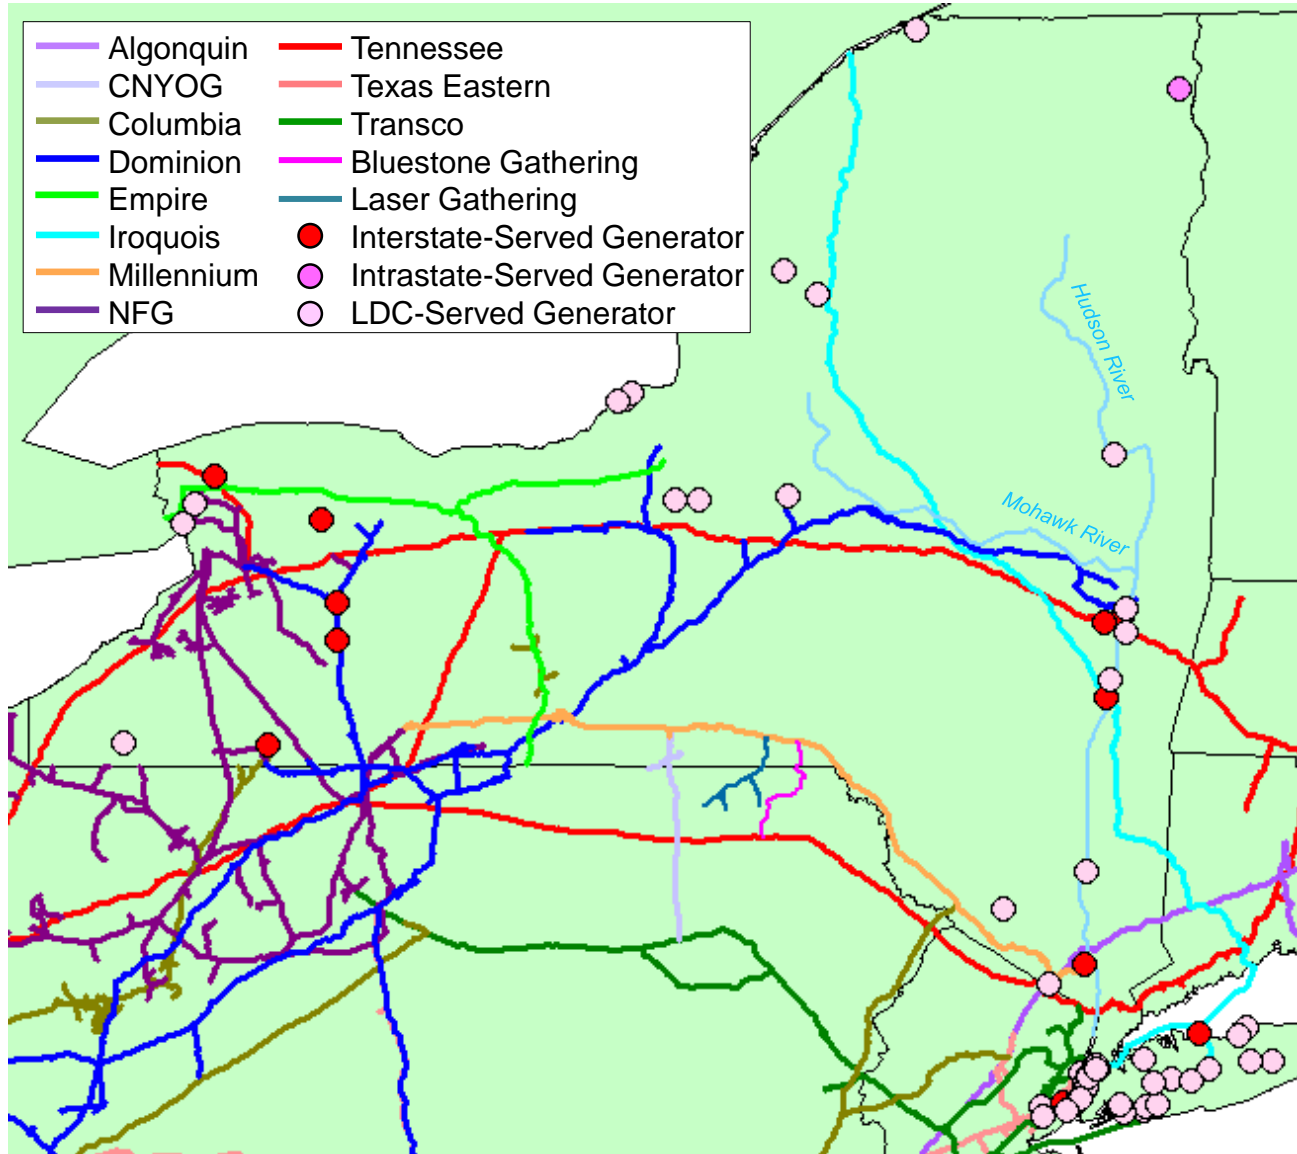 Algonquin
CNYOG
Columbia
Dominion
Empire
Iroquois
Millennium
NFG
Tennessee
Texas Eastern
Transco
Bluestone Gathering
Laser Gathering
Interstate-Served Generator
Intrastate-Served Generator
LDC-Served Generator
Hudson River
Mohawk River